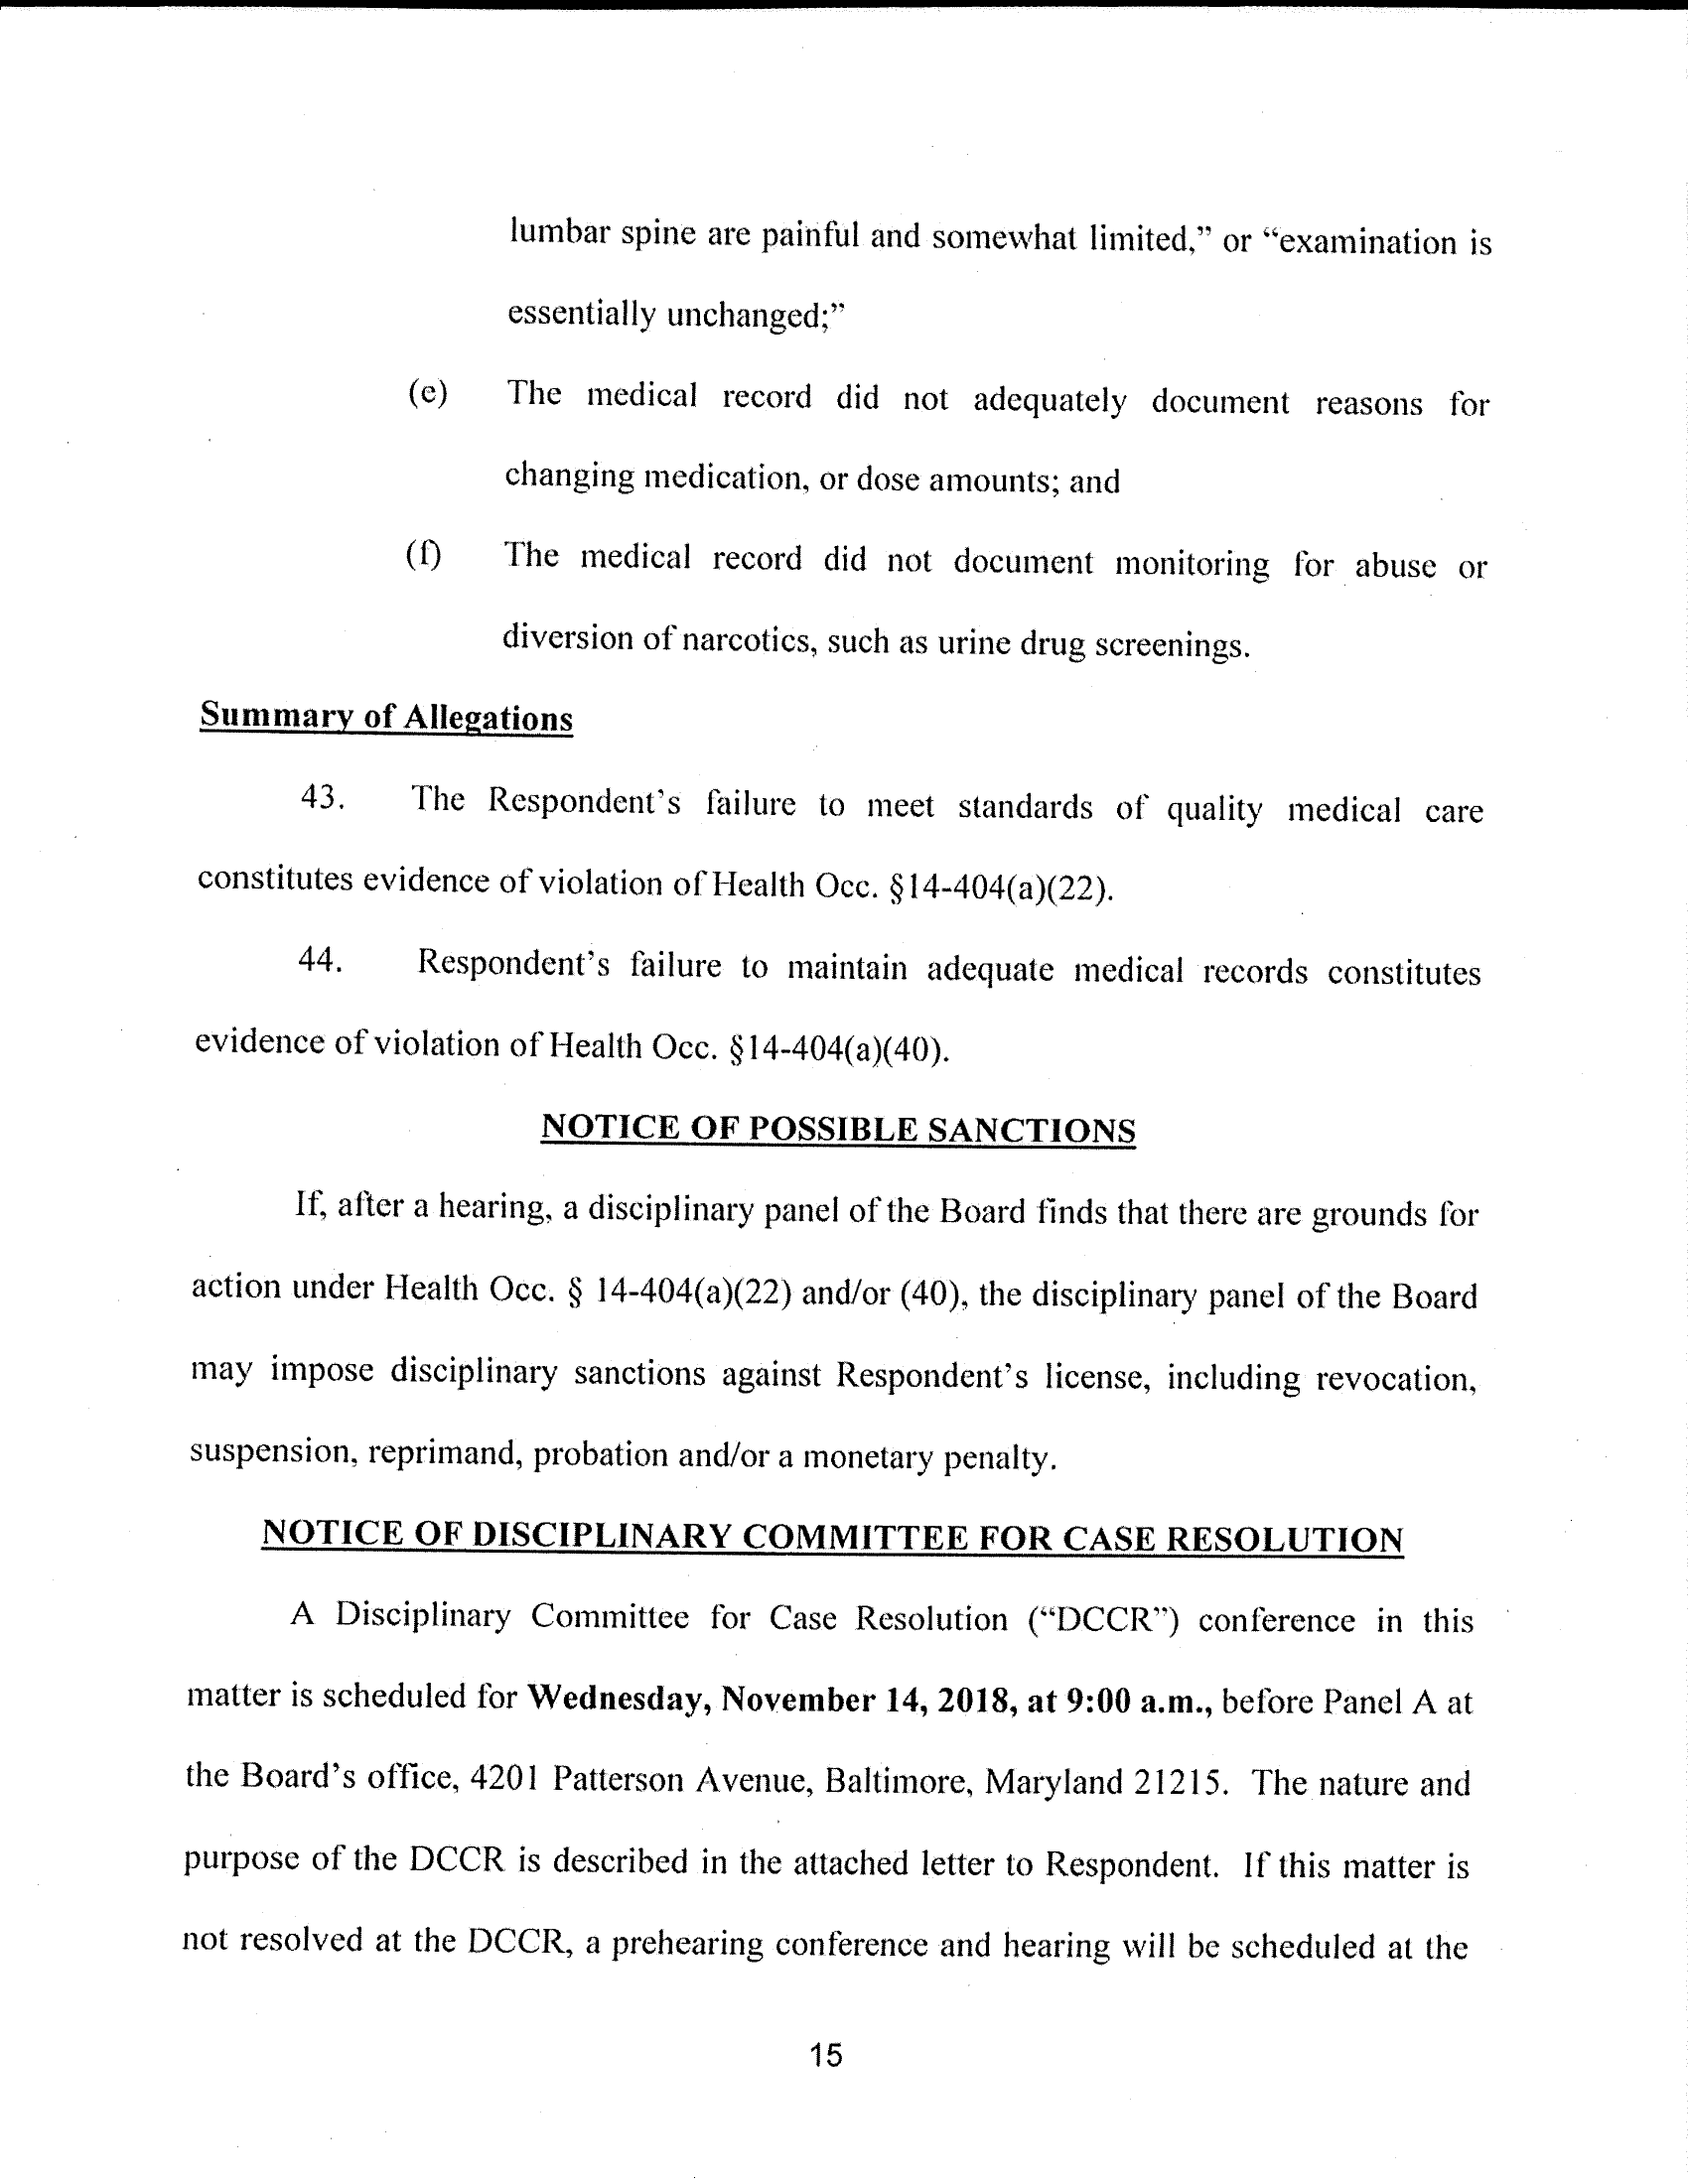 lumbar spine are painful and somewhat limited,” or “examination is
essentially unchanged;”
(e) The medical record did not adequately document reasons for
changing medication, or dose amounts; and
(f) The medical record did not document monitoring for abuse or
diversion of narcotics, such as urine drug screenings.
Summary of Allegations
43. The Respondent’s failure to meet standards of quality medical care
constitutes evidence of violation of Health Occ. §14-404(a)(22).
44. Respondent’s failure to maintain adequate medical records constitutes
evidence of violation of Health Occ. §14-404(a)(40).
NOTICE OF POSSIBLE SANCTIONS
If, after a hearing, a disciplinary panel of the Board finds that there are grounds for
action under Health Occ. § 14-404(a)(22) and/or (40), the disciplinary panel of the Board
may impose disciplinary sanctions against Respondent’s license, including revocation,
suspension, reprimand, probation and/or a monetary penalty.
NOTICE OF DISCIPLINARY COMMITTEE FOR CASE RESOLUTION
A Disciplinary Committee for Case Resolution (“DCCR”) conference in this
matter is scheduled for Wednesday, November 14, 2018, at 9:00 a.m., before Panel A at
the Board’s office, 4201 Patterson Avenue, Baltimore, Maryland 21215. The nature and
purpose of the DCCR is described in the attached letter to Respondent. If this matter is
not resolved at the DCCR, a prehearing conference and hearing will be scheduled at the
15